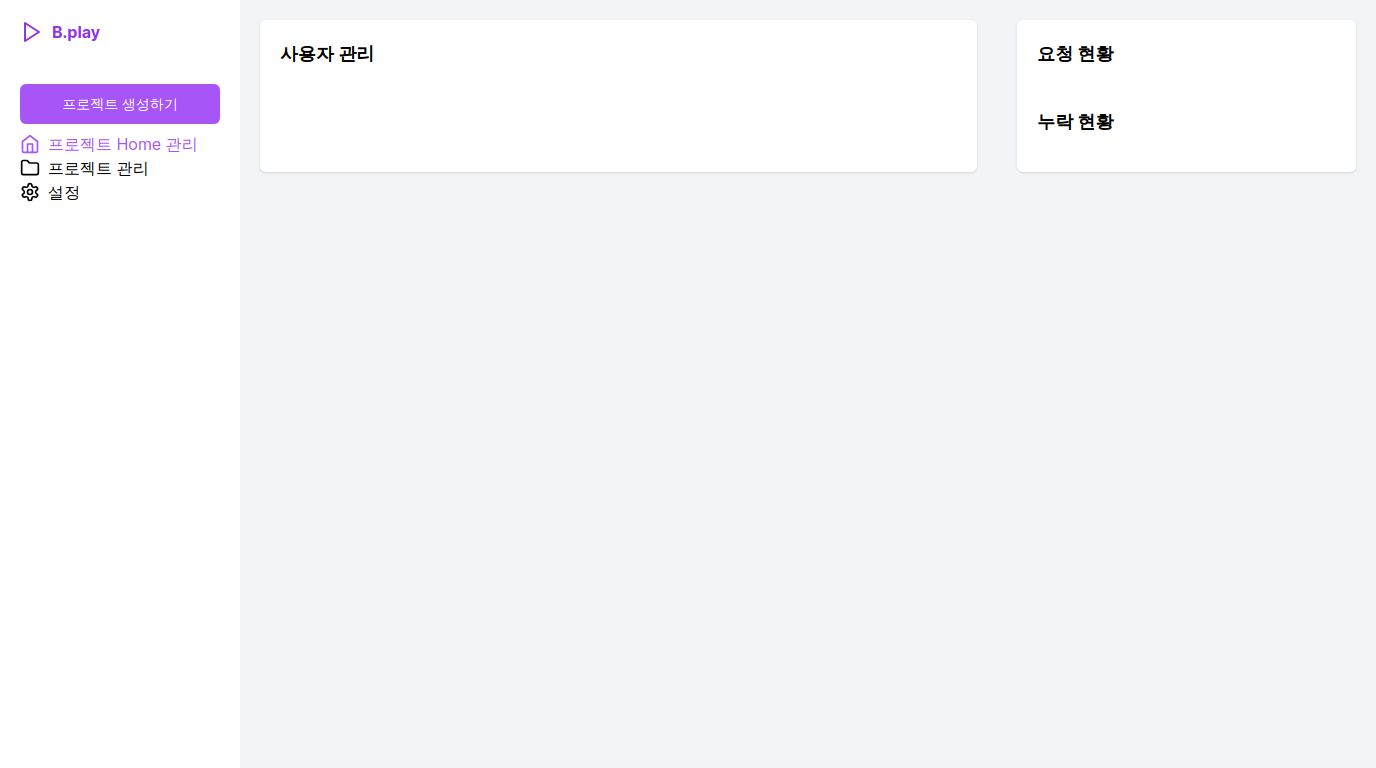 B.play
프로젝트 생성하기
프로젝트 Home 관리
프로젝트 관리
설정
사용자 관리
요청 현황
누락 현황